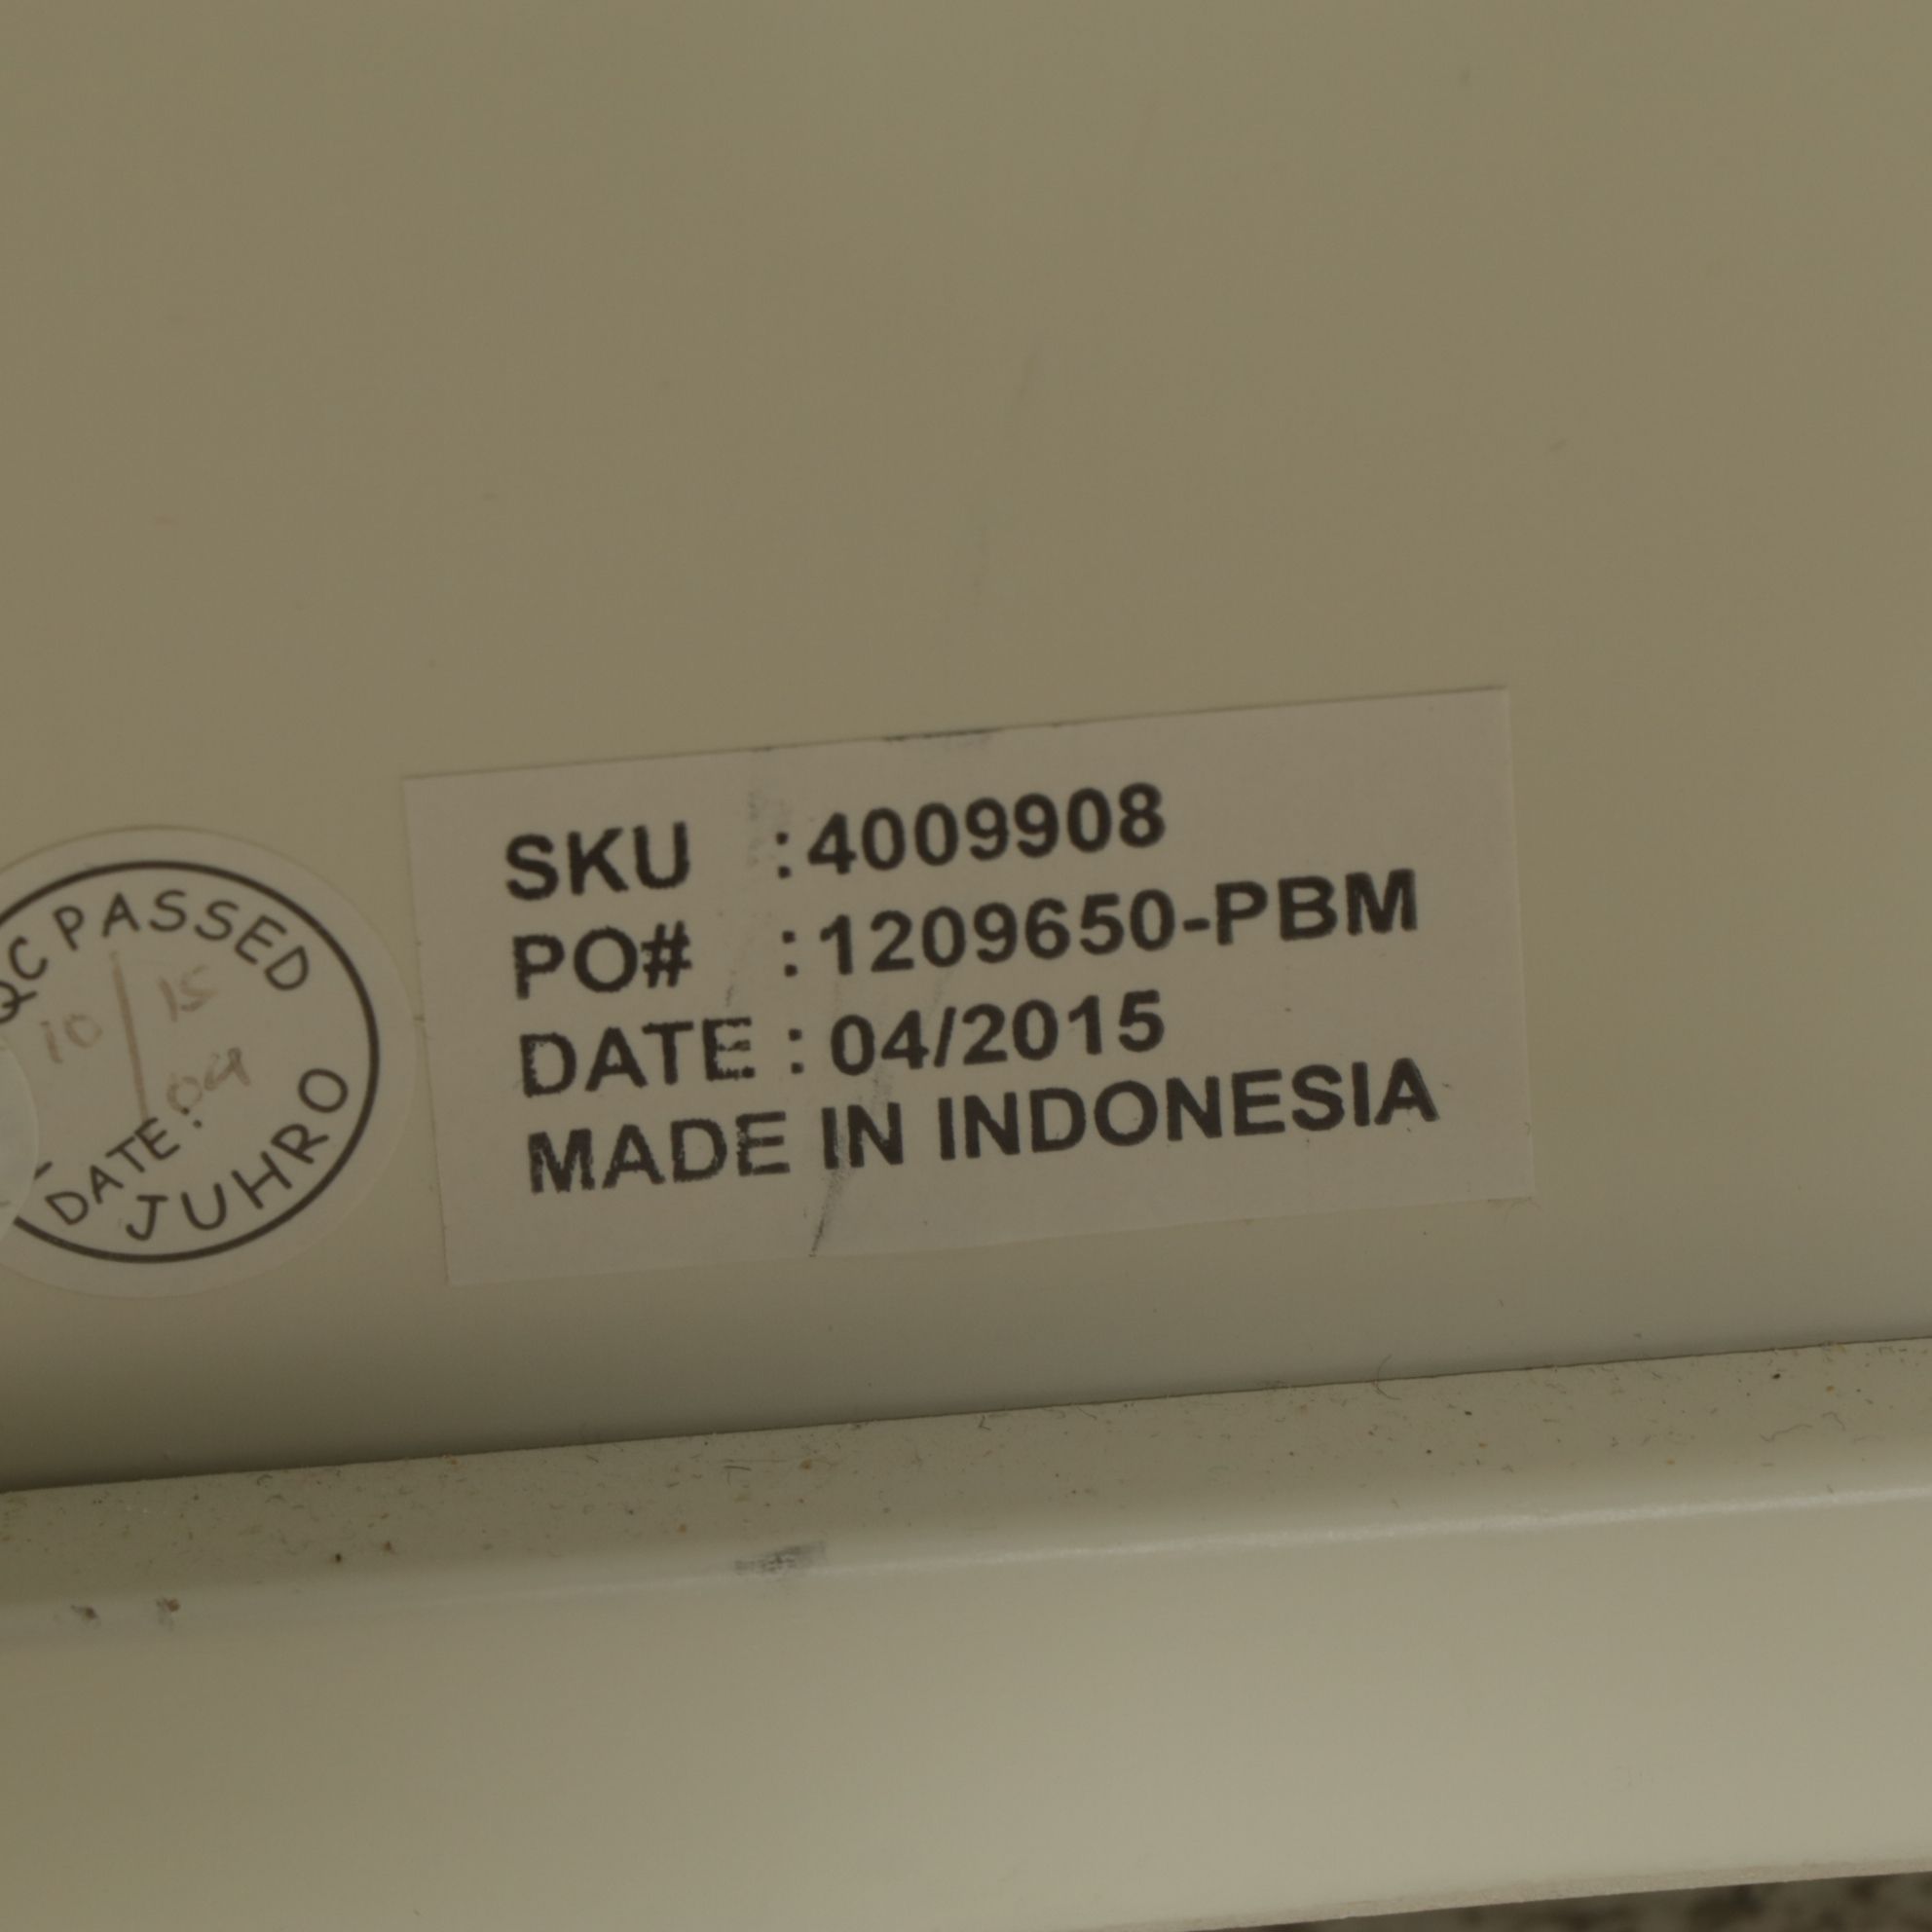 QC PASSED
10 / 15
04
DATE:
JUHRO
SKU :4009908
PO# :1209650-PBM
DATE : 04/2015
MADE IN INDONESIA